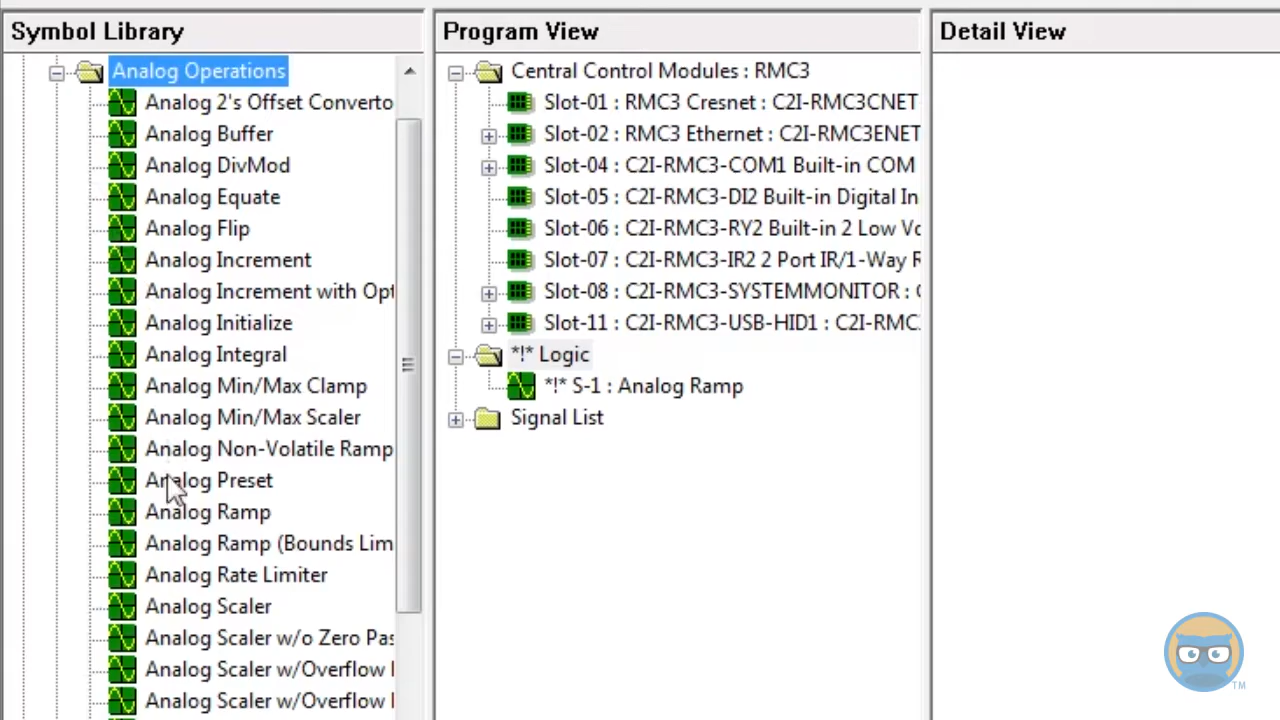 Symbol Library
Analog Operations
Analog 2's Offset Converto
Analog Buffer
Analog DivMod
Analog Equate
Analog Flip
Analog Increment
Analog Increment with Opt
Analog Initialize
Analog Integral
Analog Min/Max Clamp
Analog Min/Max Scaler
Analog Non-Volatile Ramp
Analog Preset
Analog Ramp
Analog Ramp (Bounds Lim
Analog Rate Limiter
Analog Scaler
Analog Scaler w/o Zero Pas
Analog Scaler w/Overflow
Analog Scaler w/Overflow
Program View
Central Control Modules : RMC3
Slot-01 : RMC3 Cresnet : C2I-RMC3CNET
Slot-02 : RMC3 Ethernet : C2I-RMC3ENET
Slot-04 : C2I-RMC3-COM1 Built-in COM
Slot-05 : C2I-RMC3-DI2 Built-in Digital In
Slot-06 : C2I-RMC3-RY2 Built-in 2 Low Vo
Slot-07 : C2I-RMC3-IR2 2 Port IR/1-Way R
Slot-08 : C2I-RMC3-SYSTEMMONITOR :
Slot-11 : C2I-RMC3-USB-HID1 : C2I-RMC
*!* Logic
*!* S-1 : Analog Ramp
Signal List
Detail View
TM